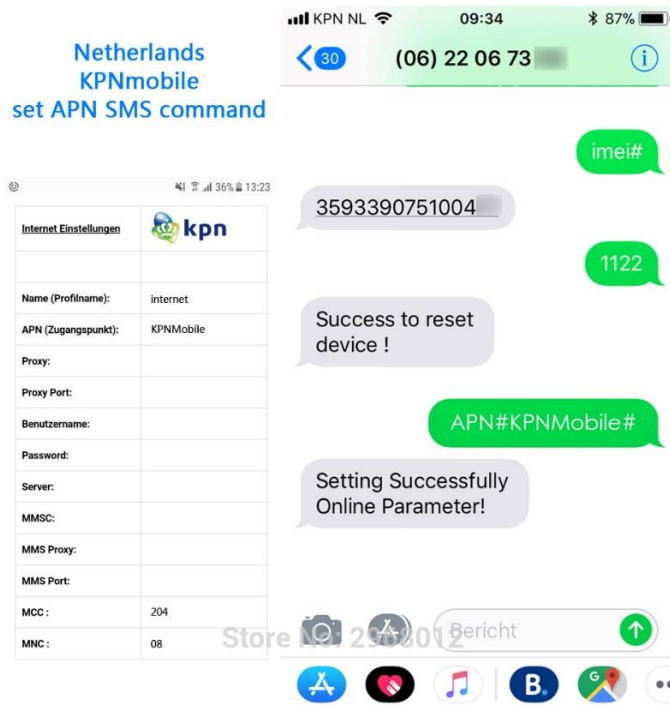 Netherlands
KPNmobile
set APN SMS command
36% 13:23
Internet Einstellungen
kpn
Name (Profilname): internet
APN (Zugangspunkt): KPNMobile
Proxy:
Proxy Port:
Benutzername:
Password:
Server:
MMSC:
MMS Proxy:
MMS Port:
MCC : 204
MNC : 08
KPN NL 09:34 87%
30 (06) 22 06 73
imei#
3593390751004
1122
Success to reset
device !
APN#KPNMobile#
Setting Successfully
Online Parameter!
Bericht
Store No: 2968012
B.
G